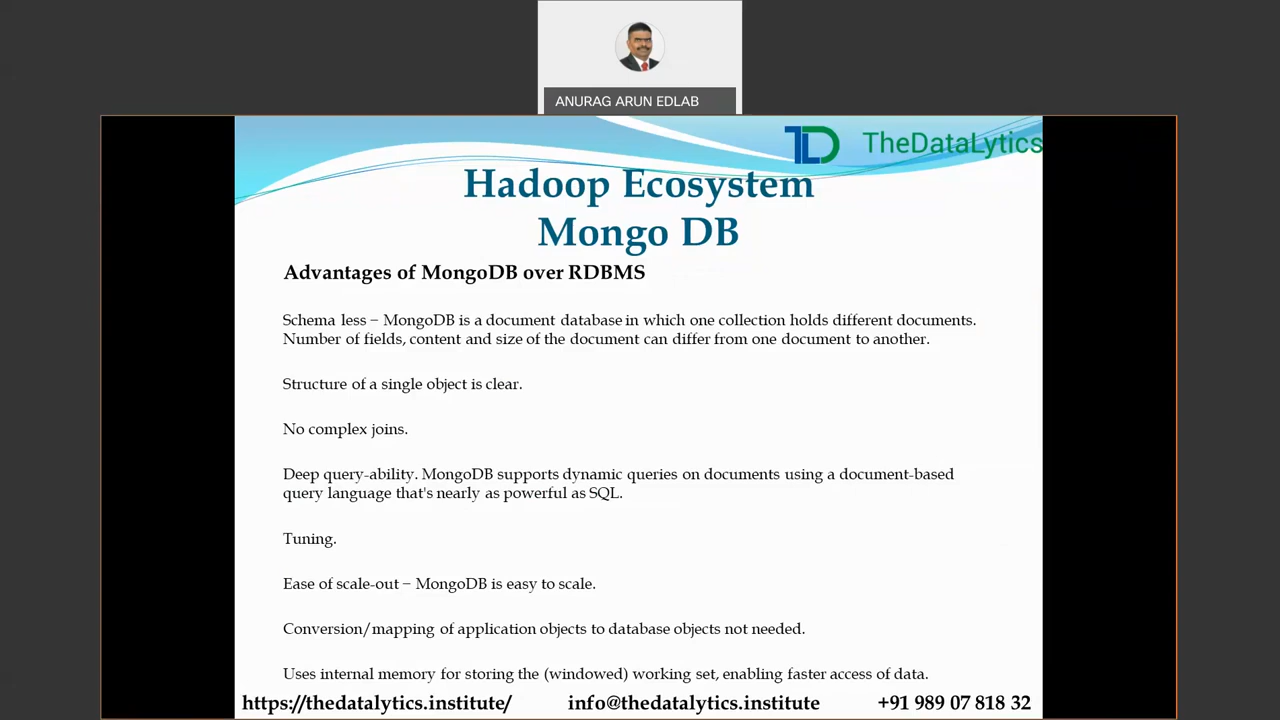 ANURAG ARUN EDLAB
TheDataLytics
Hadoop Ecosystem
Mongo DB
Advantages of MongoDB over RDBMS
Schema less − MongoDB is a document database in which one collection holds different documents.
Number of fields, content and size of the document can differ from one document to another.
Structure of a single object is clear.
No complex joins.
Deep query-ability. MongoDB supports dynamic queries on documents using a document-based
query language that's nearly as powerful as SQL.
Tuning.
Ease of scale-out − MongoDB is easy to scale.
Conversion/mapping of application objects to database objects not needed.
Uses internal memory for storing the (windowed) working set, enabling faster access of data.
https://thedatalytics.institute/ info@thedatalytics.institute +91 989 07 818 32